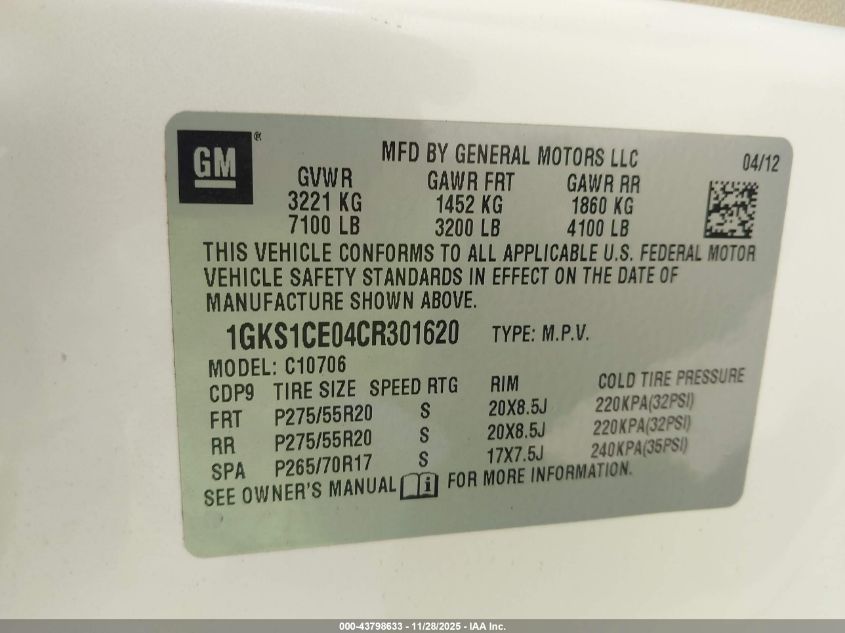 GM®
MFD BY GENERAL MOTORS LLC 04/12
GVWR GAWR FRT GAWR RR
3221 KG 1452 KG 1860 KG
7100 LB 3200 LB 4100 LB
THIS VEHICLE CONFORMS TO ALL APPLICABLE U.S. FEDERAL MOTOR
VEHICLE SAFETY STANDARDS IN EFFECT ON THE DATE OF
MANUFACTURE SHOWN ABOVE.
1GKS1CE04CR301620 TYPE: M.P.V.
MODEL: C10706
CDP9 TIRE SIZE SPEED RTG RIM COLD TIRE PRESSURE
FRT P275/55R20 S 20X8.5J 220KPA(32PSI)
RR P275/55R20 S 20X8.5J 220KPA(32PSI)
SPA P265/70R17 S 17X7.5J 240KPA(35PSI)
SEE OWNER'S MANUAL i FOR MORE INFORMATION.
000-43798633 - 11/28/2025 - IAA Inc.